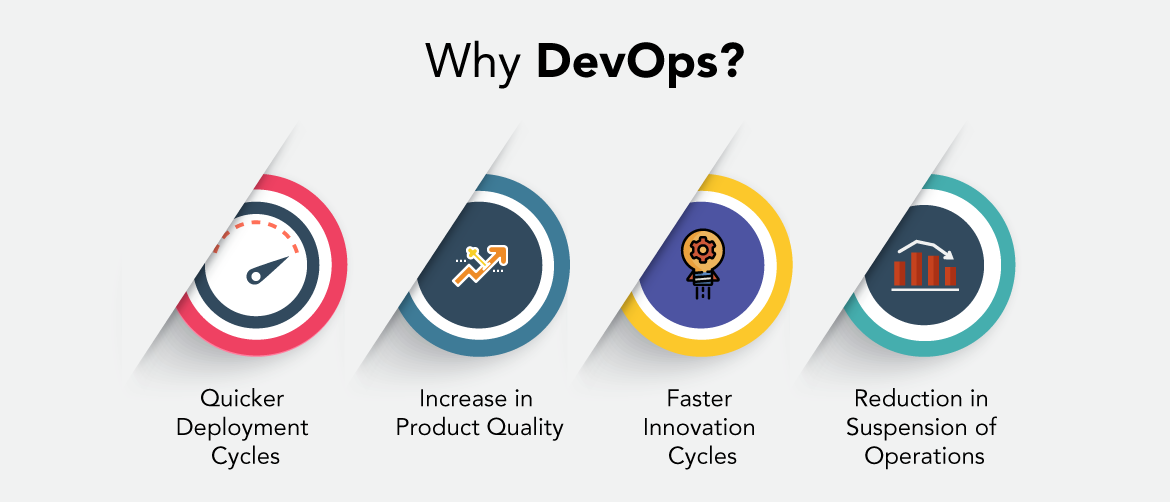 Why DevOps?
Quicker
Deployment
Cycles
Increase in
Product Quality
Faster
Innovation
Cycles
Reduction in
Suspension of
Operations